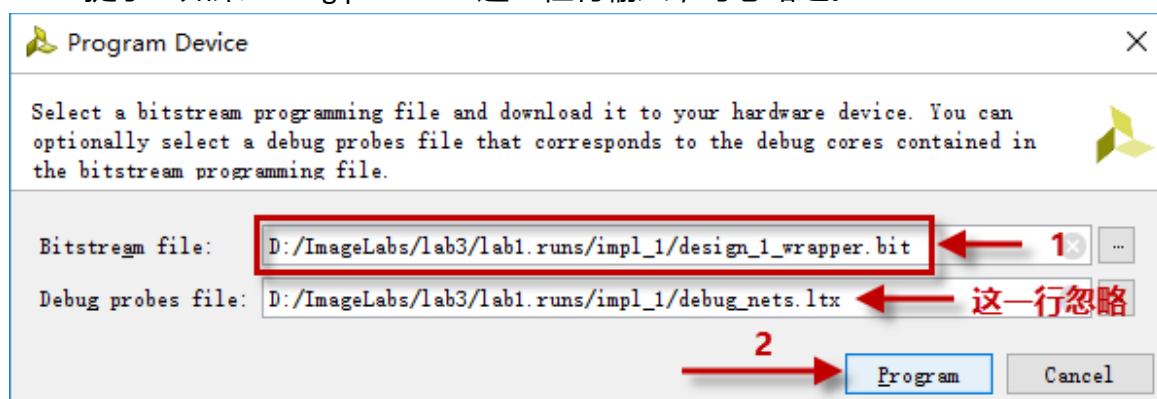 Program Device
Select a bitstream programming file and download it to your hardware device. You can
optionally select a debug probes file that corresponds to the debug cores contained in
the bitstream programming file.
Bitstream file: D:/ImageLabs/lab3/lab1.runs/impl_1/design_1_wrapper.bit 1 ...
Debug probes file: D:/ImageLabs/lab3/lab1.runs/impl_1/debug_nets.ltx 这一行忽略
2
Program Cancel